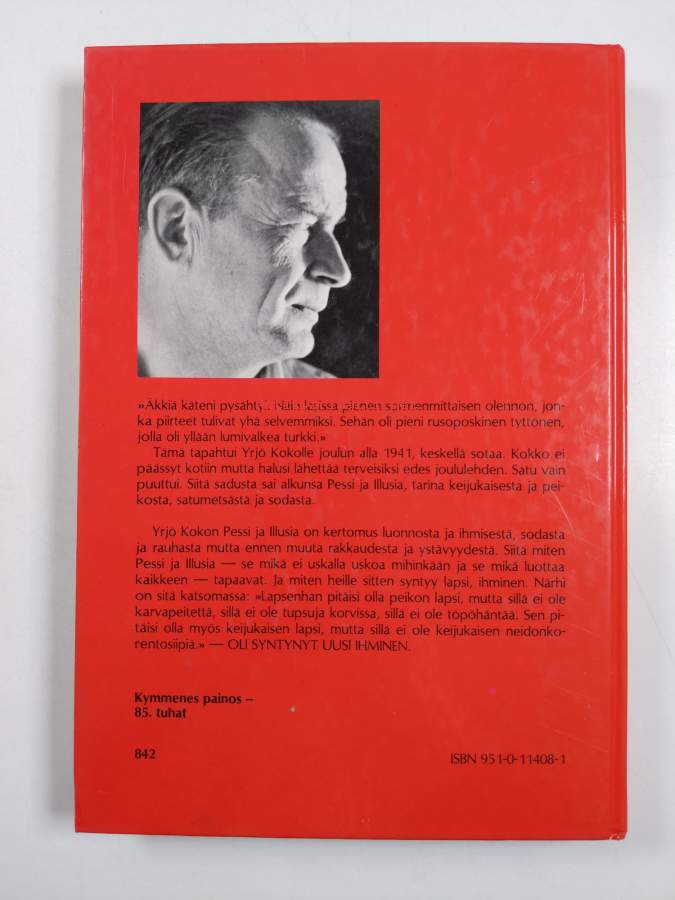 »Äkkiä käteni pysähtyi. Näin latissa pienen sormenmittaisen olennon, jon-
ka piirteet tulivat yhä selvemmiksi. Sehän oli pieni rusoposkinen tyttönen,
jolla oli yllään lumivalkea turkki.»
Tämä tapahtui Yrjö Kokolle joulun alla 1941, keskellä sotaa. Kokko ei
päässyt kotiin mutta halusi lähettää terveisiksi edes joululehden. Satu vain
puuttui. Siitä sadusta sai alkunsa Pessi ja Illusia, tarina keijukaisesta ja pei-
kosta, satumetsästä ja sodasta.
Yrjö Kokon Pessi ja Illusia on kertomus luonnosta ja ihmisestä, sodasta
ja rauhasta mutta ennen muuta rakkaudesta ja ystävyydestä. Siitä miten
Pessi ja Illusia — se mikä ei uskalla uskoa mihinkään ja se mikä luottaa
kaikkeen — tapaavat. Ja miten heille sitten syntyy lapsi, ihminen. Närhi
on sitä katsomassa: »Lapsenhan pitäisi olla peikon lapsi, mutta sillä ei ole
karvapeitettä, sillä ei ole tupsuja korvissa, sillä ei ole töpöhäntää. Sen pi-
täisi olla myös keijukaisen lapsi, mutta sillä ei ole keijukaisen neidonko-
rentosiipiä.» — OLI SYNTYNYT UUSI IHMINEN.
Kymmenes painos –
85. tuhat
842
ISBN 951-0-11408-1